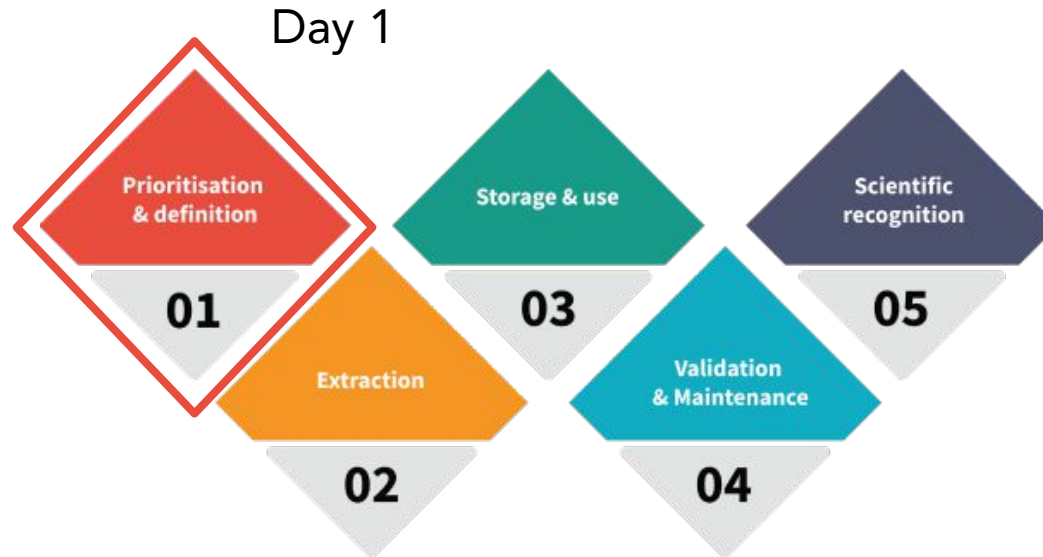 Day 1
Prioritisation
& definition
01
Extraction
02
Storage & use
03
Validation
& Maintenance
04
Scientific
recognition
05